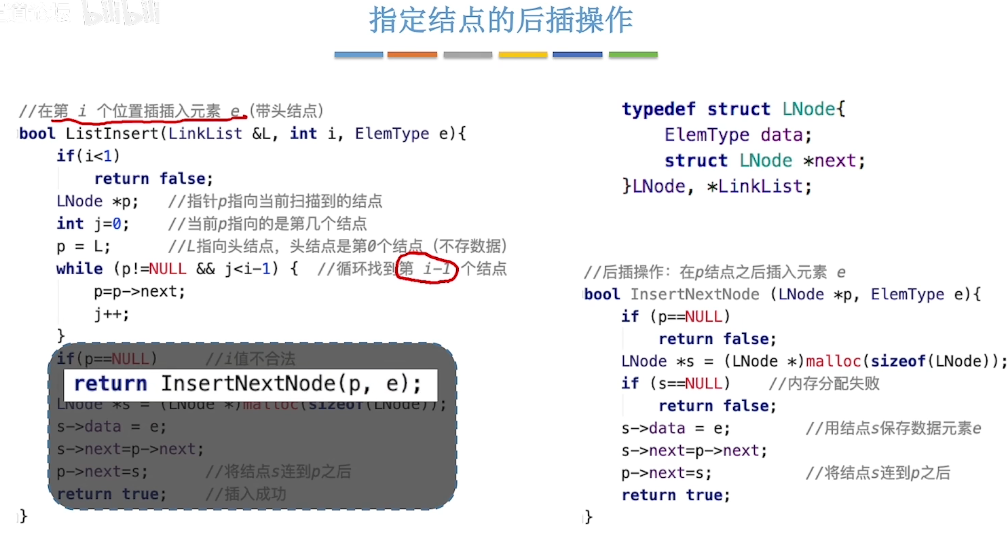 指定结点的后插操作
//在第 i 个位置插插入元素 e (带头结点)
bool ListInsert(LinkList &L, int i, ElemType e){
if(i<1)
return false;
LNode *p; //指针p指向当前扫描到的结点
int j=0; //当前p指向的是第几个结点
p = L; //L指向头结点，头结点是第0个结点（不存数据）
while (p!=NULL && j<i-1) { //循环找到第 i-1 个结点
p=p->next;
j++;
}
if(p==NULL) //i值不合法
return InsertNextNode(p, e);
LNode *s = (LNode *)malloc(sizeof(LNode));
s->data = e;
s->next=p->next;
p->next=s; //将结点s连到p之后
return true; //插入成功
}
typedef struct LNode{
ElemType data;
struct LNode *next;
}LNode, *LinkList;
//后插操作：在p结点之后插入元素 e
bool InsertNextNode (LNode *p, ElemType e){
if (p==NULL)
return false;
LNode *s = (LNode *)malloc(sizeof(LNode));
if (s==NULL) //内存分配失败
return false;
s->data = e; //用结点s保存数据元素e
s->next=p->next;
p->next=s; //将结点s连到p之后
return true;
}